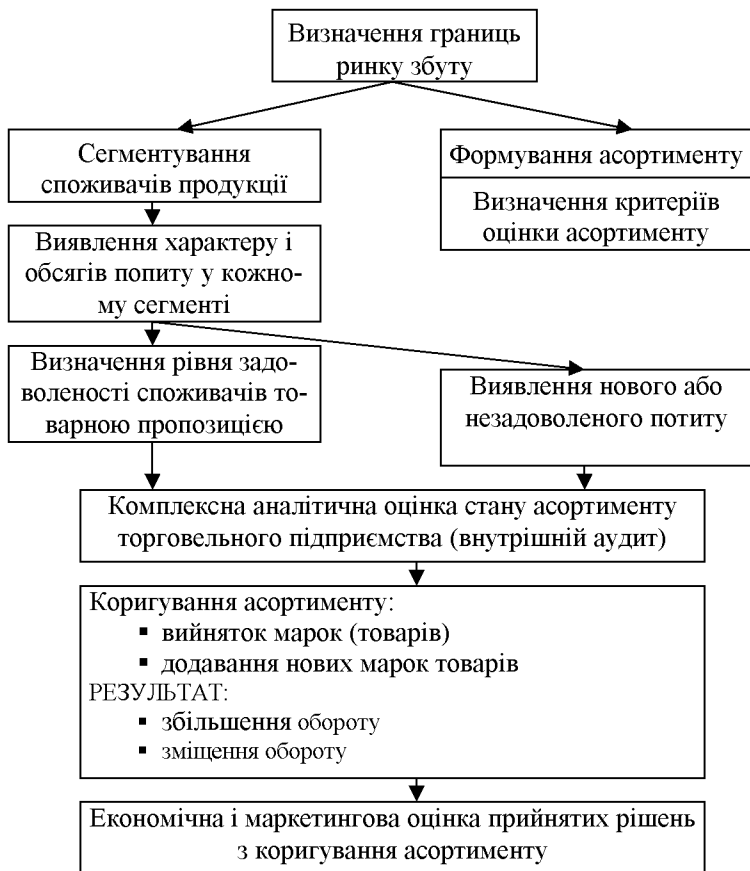 Визначення границь
ринку збуту
Сегментування
споживачів продукції
Формування асортименту
Визначення критеріїв
оцінки асортименту
Виявлення характеру і
обсягів попиту у кожно-
му сегменті
Визначення рівня задо-
воленості споживачів то-
варною пропозицією
Виявлення нового або
незадоволеного потиту
Комплексна аналітична оцінка стану асортименту
торговельного підприємства (внутрішній аудит)
Коригування асортименту:
▪ вийняток марок (товарів)
▪ додавання нових марок товарів
РЕЗУЛЬТАТ:
▪ збільшення обороту
▪ зміщення обороту
Економічна і маркетингова оцінка прийнятих рішень
з коригування асортименту